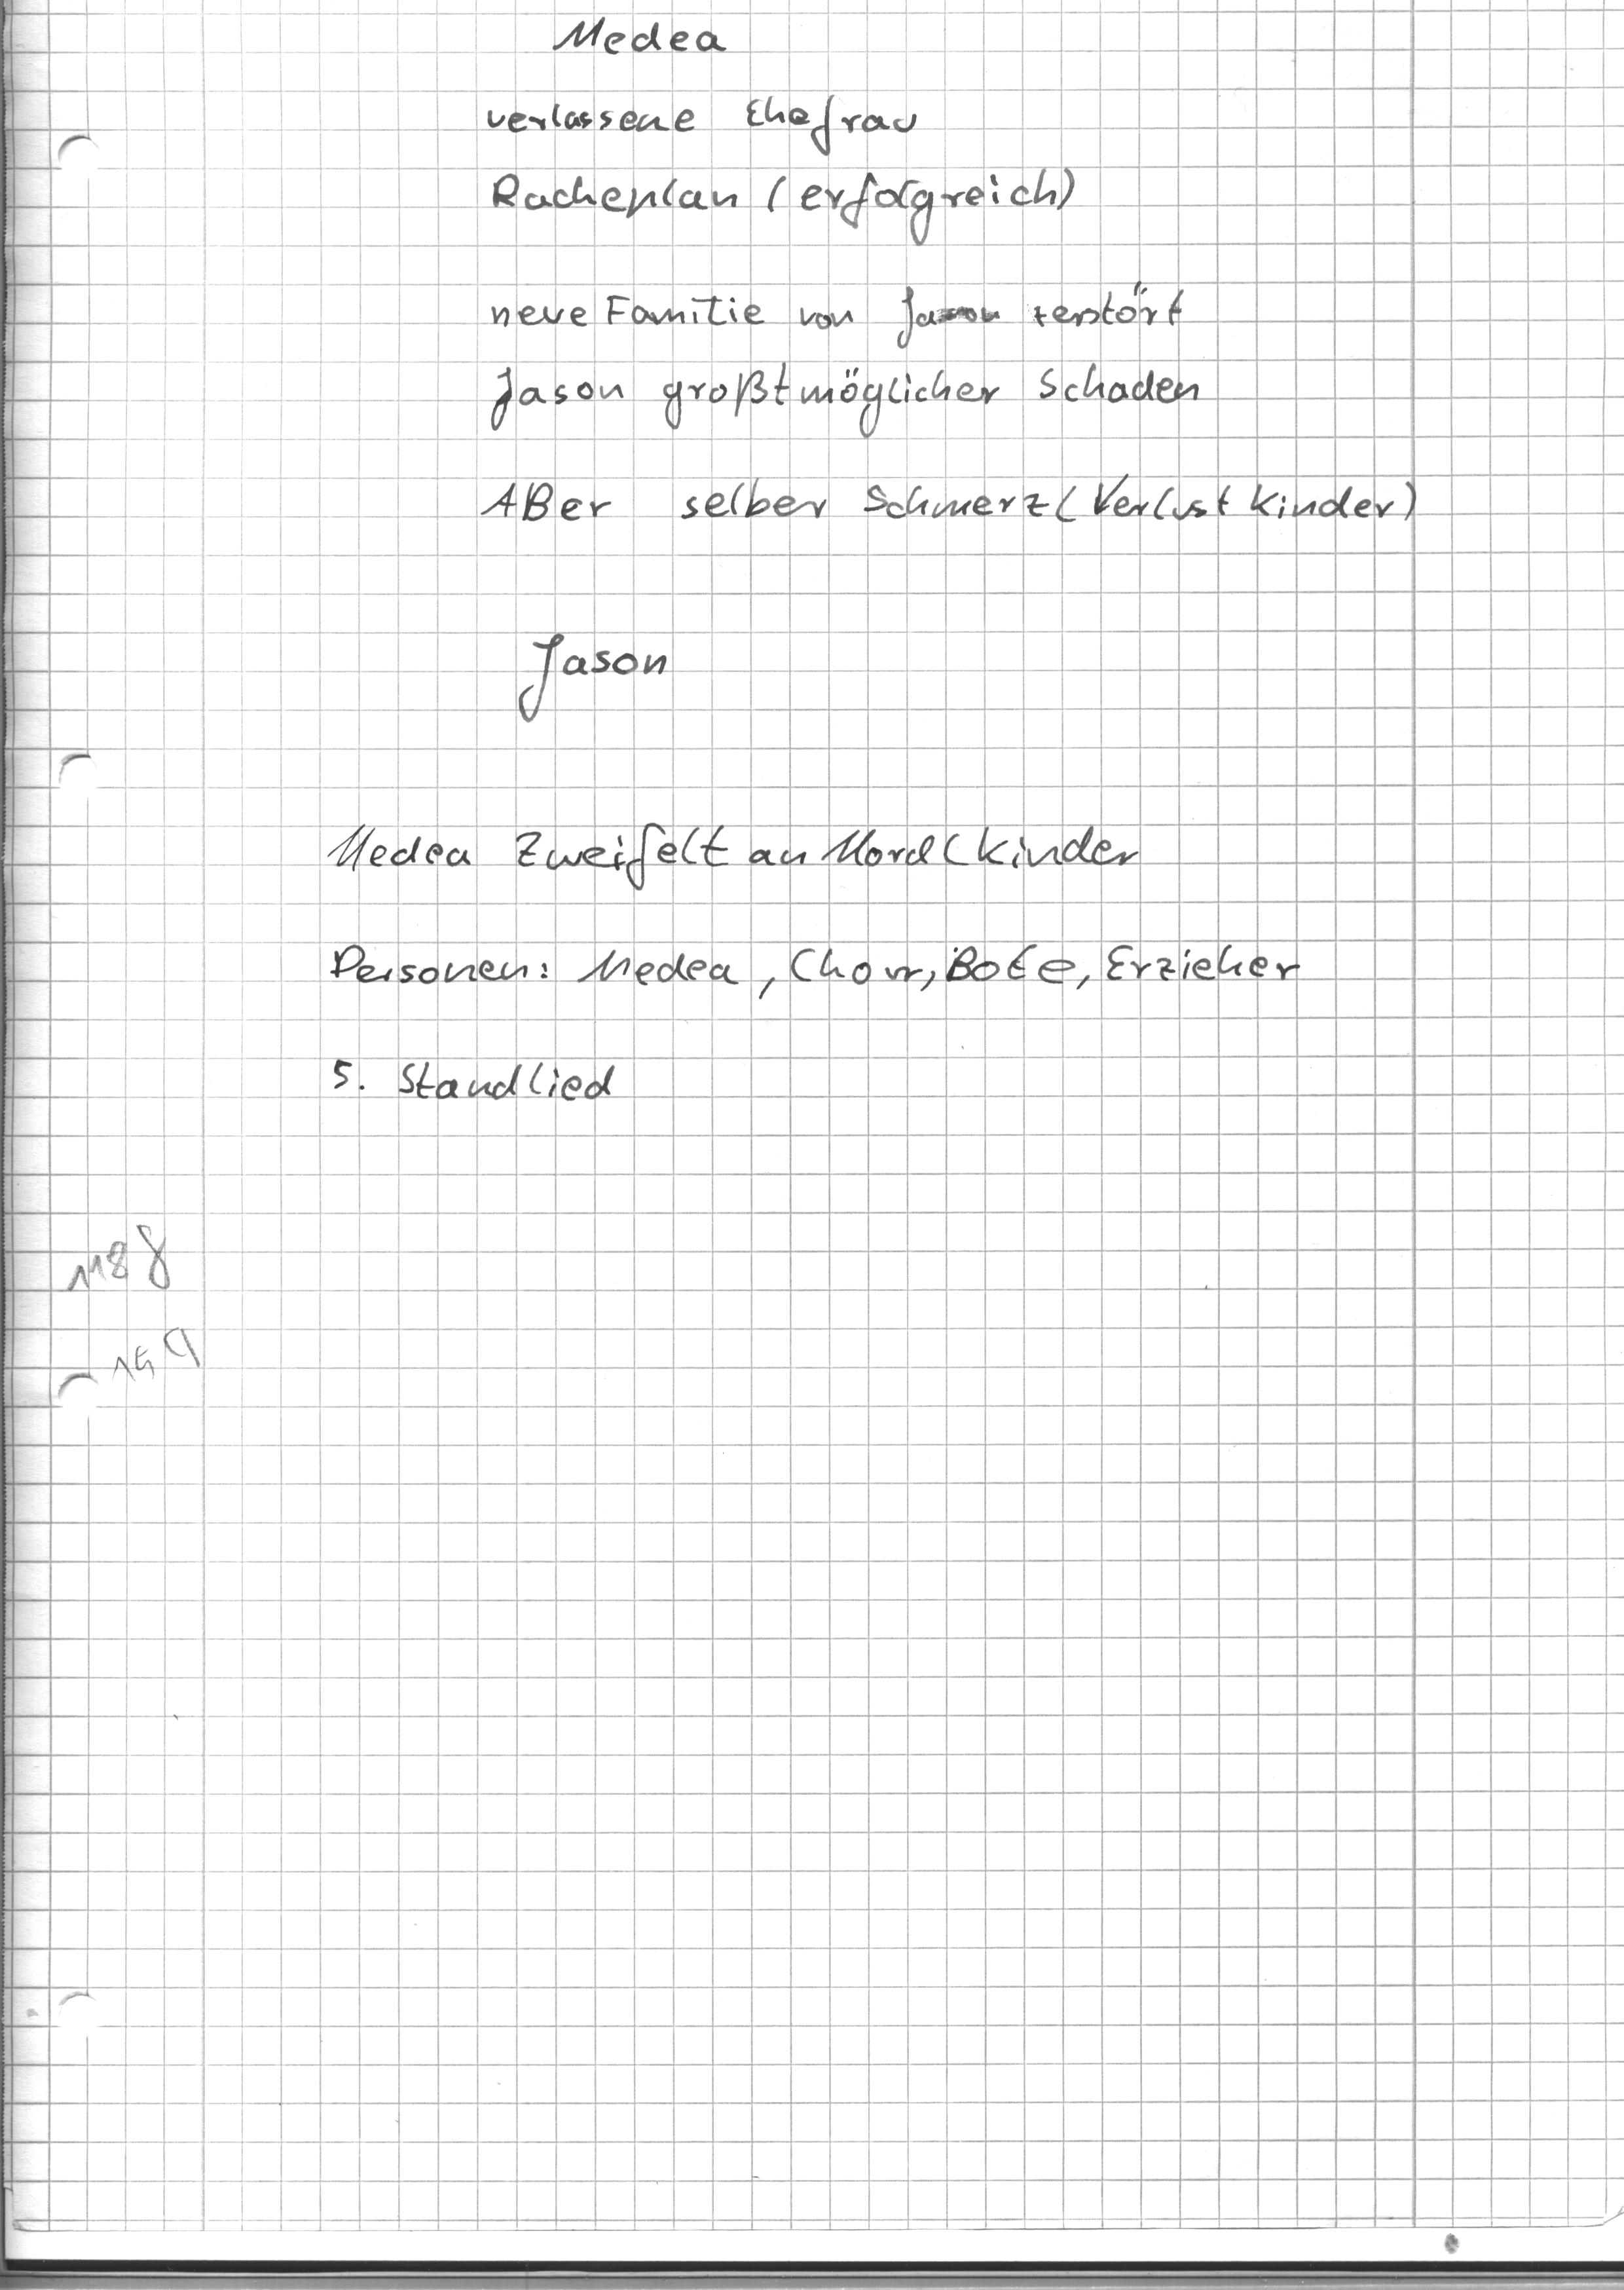 Medea
verlassene Ehefrau
Racheplan (erfolgreich)
neue Familie von Jason zerstört
Jason großtmöglicher Schaden
ABer selber Schmerz (Verlust Kinder)
Jason
Medea Zweifelt an Mord (Kinder
Personen: Medea, Chor, Bote, Erzieher
5. Standlied
118